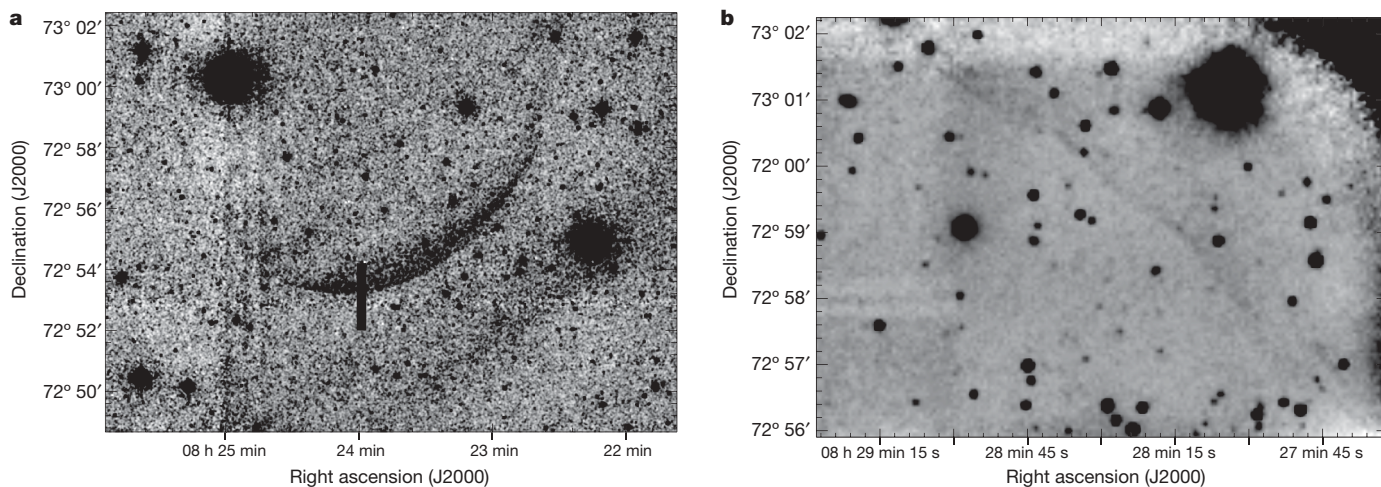 a
73° 02′
73° 00′
72° 58′
72° 56′
72° 54′
72° 52′
72° 50′
Declination (J2000)
08 h 25 min 24 min 23 min 22 min
Right ascension (J2000)
b
73° 02′
73° 01′
72° 00′
72° 59′
72° 58′
72° 57′
72° 56′
Declination (J2000)
08 h 29 min 15 s 28 min 45 s 28 min 15 s 27 min 45 s
Right ascension (J2000)